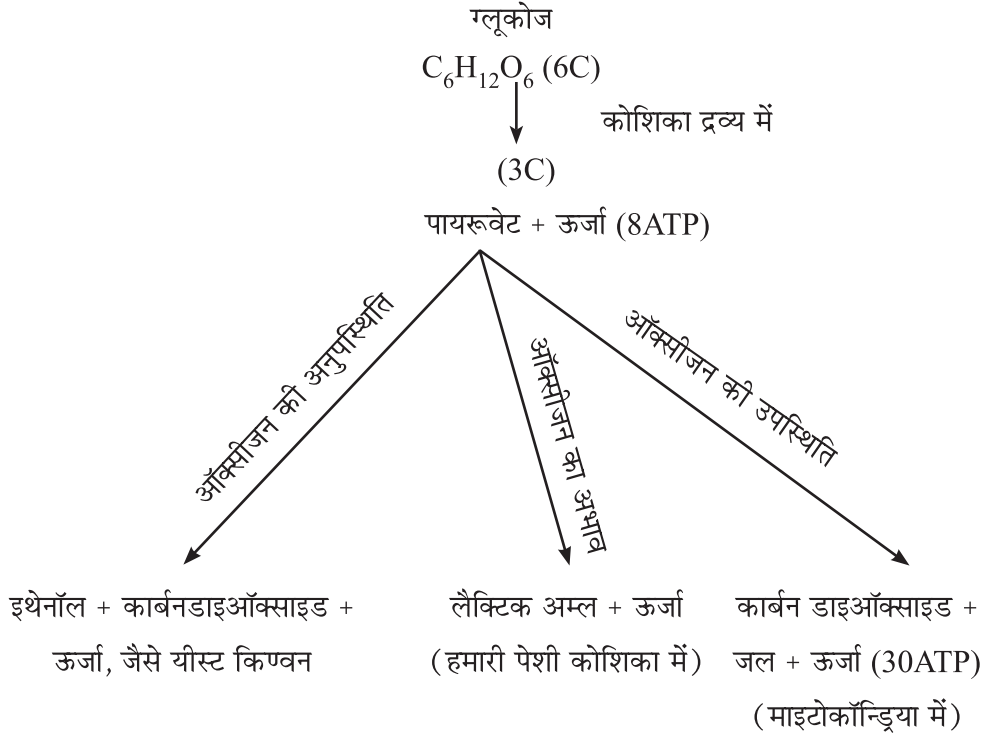 ग्लूकोज
C₆H₁₂O₆ (6C)
कोशिका द्रव्य में
(3C)
पायरूवेट + ऊर्जा (8ATP)
ऑक्सीजन की अनुपस्थिति
ऑक्सीजन का अभाव
ऑक्सीजन की उपस्थिति
इथेनॉल + कार्बनडाइऑक्साइड +
ऊर्जा, जैसे यीस्ट किण्वन
लैक्टिक अम्ल + ऊर्जा
(हमारी पेशी कोशिका में)
कार्बन डाइऑक्साइड +
जल + ऊर्जा (30ATP)
(माइटोकॉन्ड्रिया में)